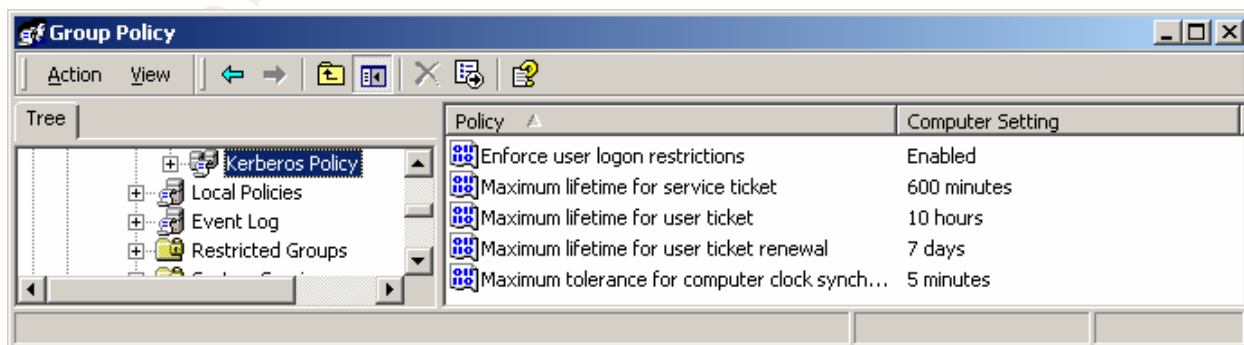 Group Policy
Action View
Tree
Policy Computer Setting
Kerberos Policy
Local Policies
Event Log
Restricted Groups
Enforce user logon restrictions Enabled
Maximum lifetime for service ticket 600 minutes
Maximum lifetime for user ticket 10 hours
Maximum lifetime for user ticket renewal 7 days
Maximum tolerance for computer clock synch... 5 minutes